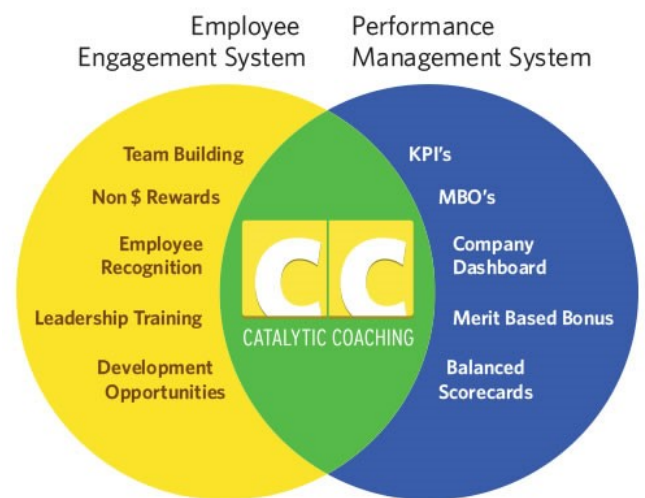 Employee
Engagement System
Performance
Management System
Team Building
Non $ Rewards
Employee
Recognition
Leadership Training
Development
Opportunities
CC
CATALYTIC COACHING
KPI's
MBO's
Company
Dashboard
Merit Based Bonus
Balanced
Scorecards